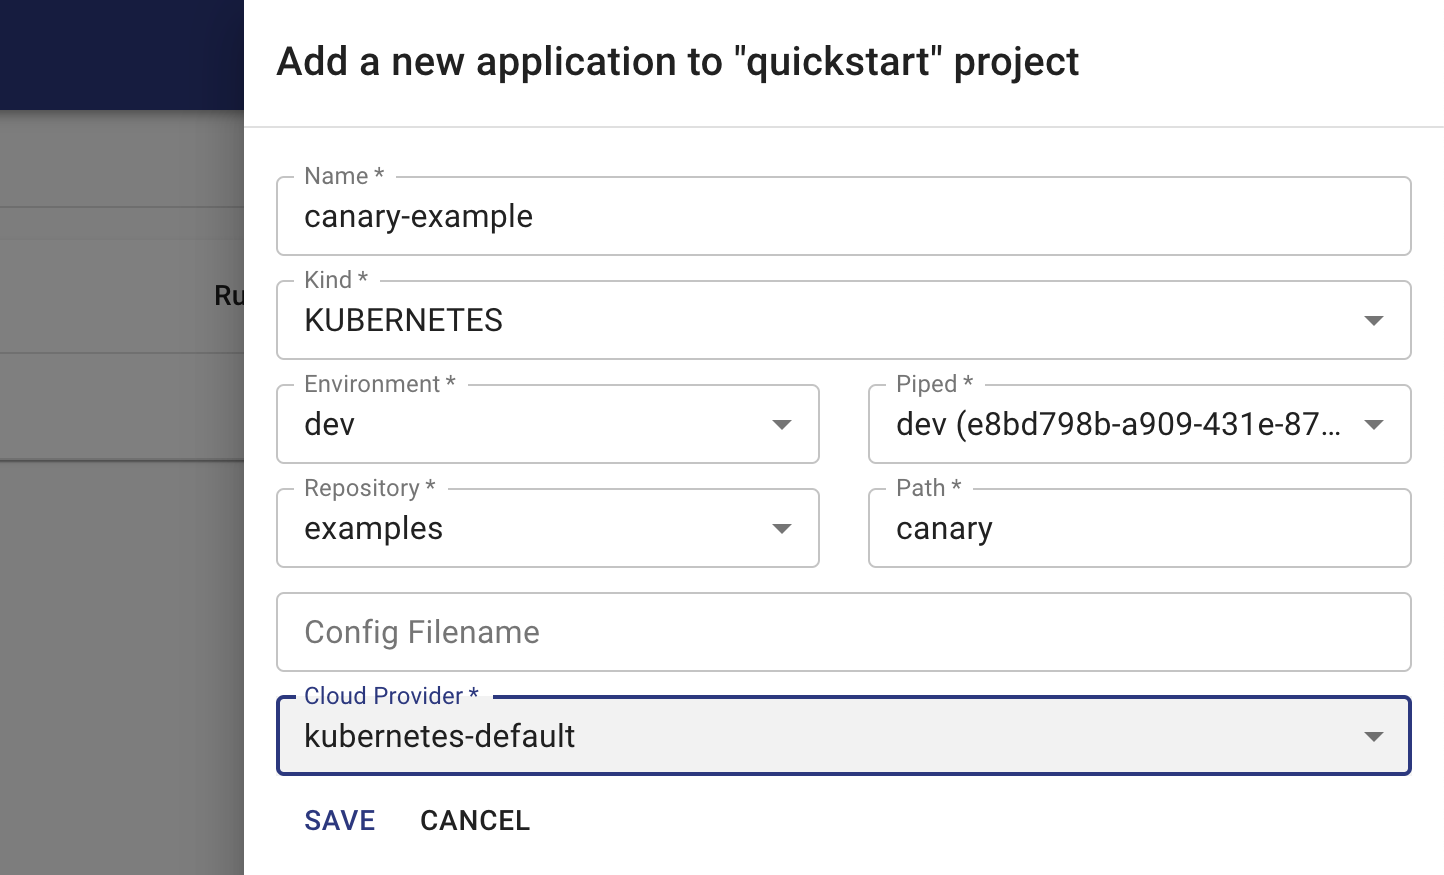 Add a new application to "quickstart" project
Ru
Name *
canary-example
Kind *
KUBERNETES
Environment *
dev
Piped *
dev (e8bd798b-a909-431e-87...
Repository *
examples
Path *
canary
Config Filename
Cloud Provider *
kubernetes-default
SAVE CANCEL